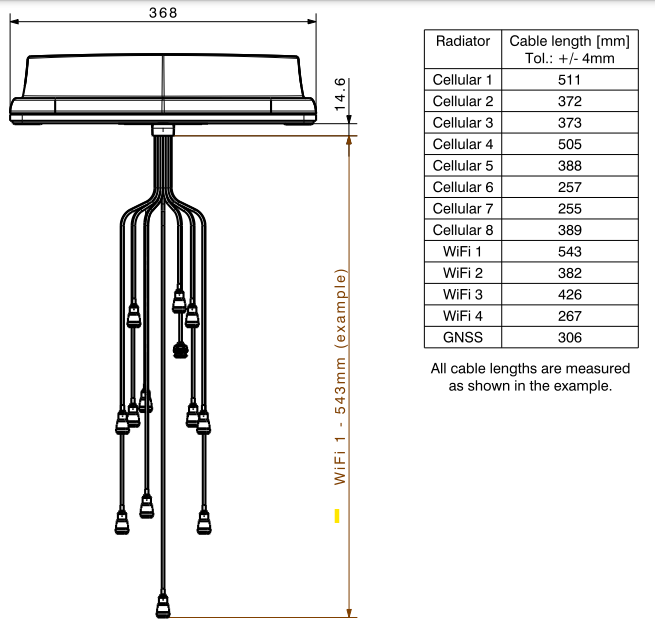 368
14.6
WiFi 1 - 543mm (example)
Radiator Cable length [mm]
Tol.: +/- 4mm
Cellular 1 511
Cellular 2 372
Cellular 3 373
Cellular 4 505
Cellular 5 388
Cellular 6 257
Cellular 7 255
Cellular 8 389
WiFi 1 543
WiFi 2 382
WiFi 3 426
WiFi 4 267
GNSS 306
All cable lengths are measured
as shown in the example.